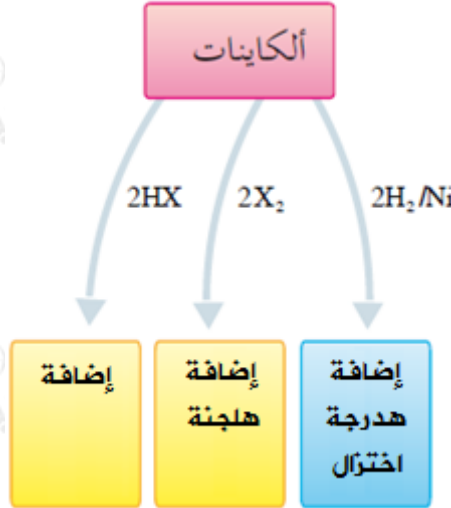 ألكاينات
2H₂/Ni
2X₂
2HX
إضافة
هدرجة
اختزال
إضافة
هلجنة
إضافة